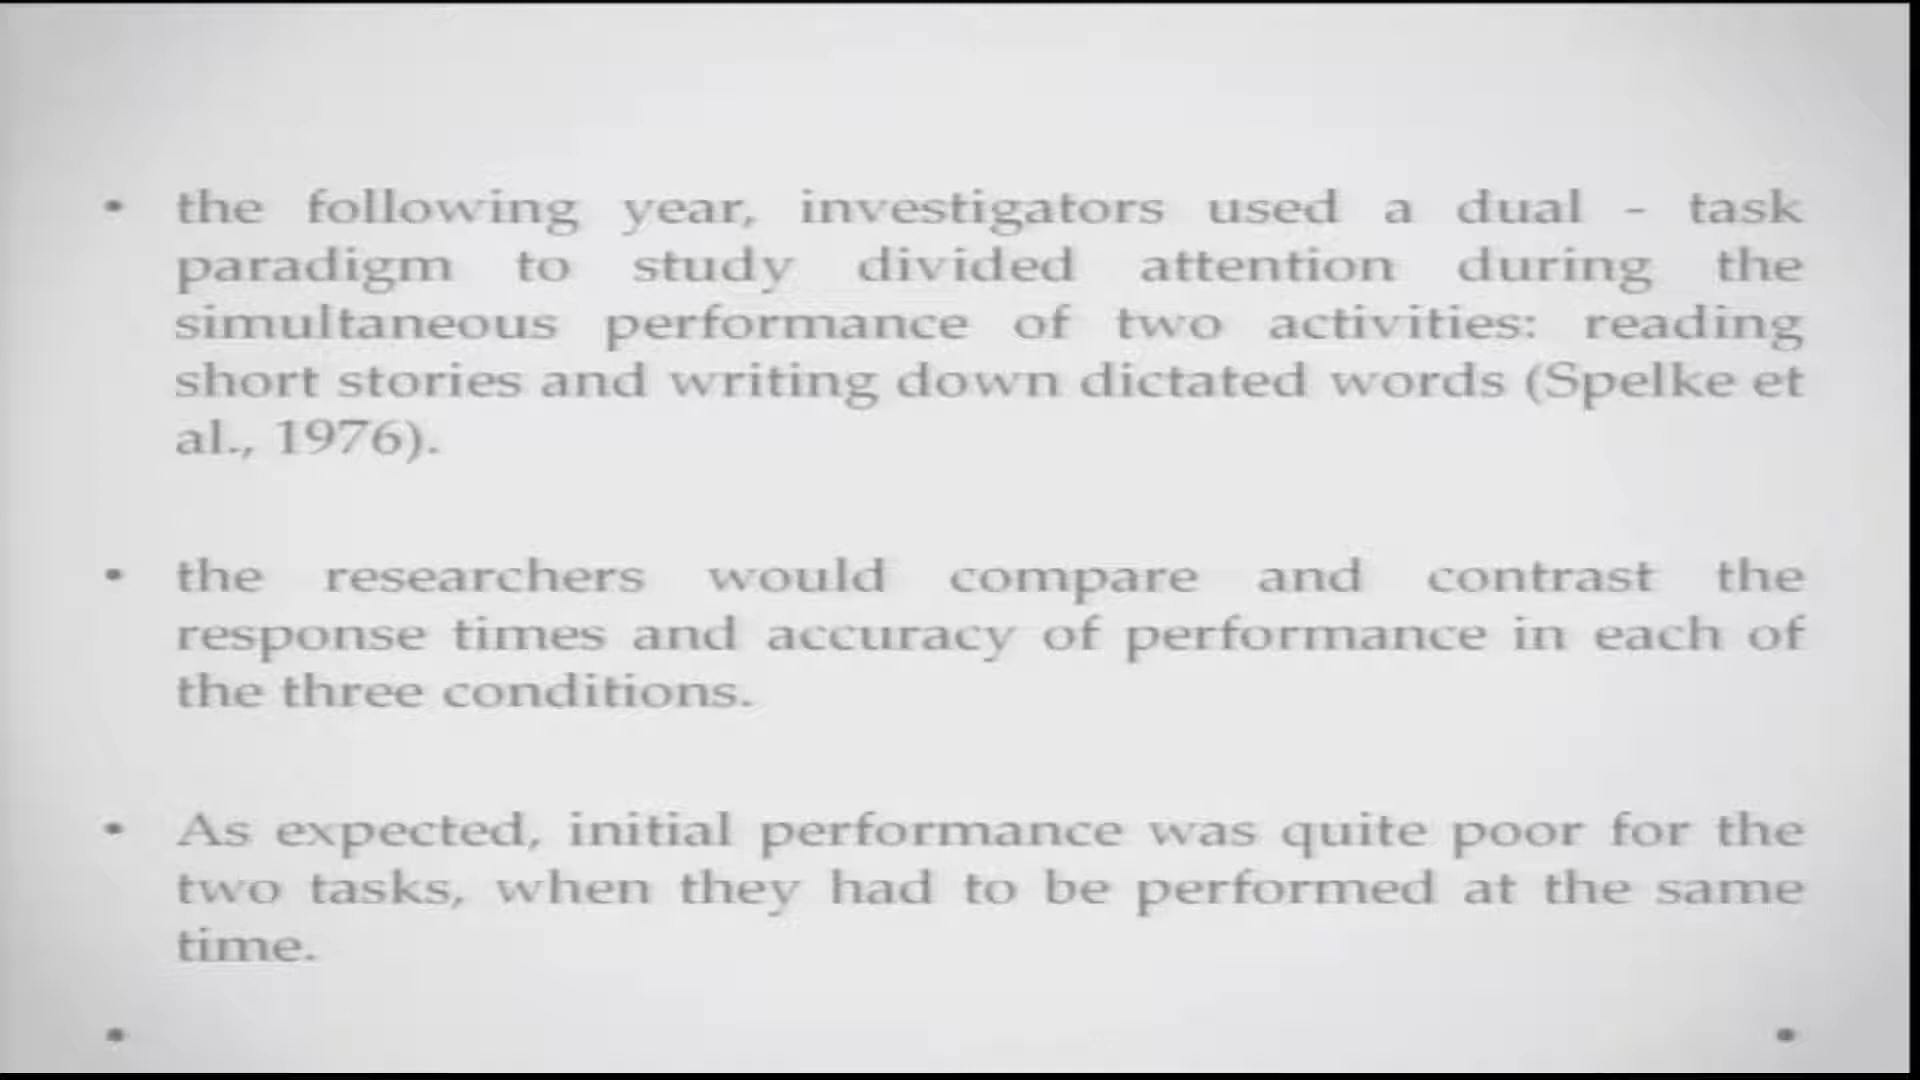 • the following year, investigators used a dual - task
paradigm to study divided attention during the
simultaneous performance of two activities: reading
short stories and writing down dictated words (Spelke et
al., 1976).
• the researchers would compare and contrast the
response times and accuracy of performance in each of
the three conditions.
• As expected, initial performance was quite poor for the
two tasks, when they had to be performed at the same
time.